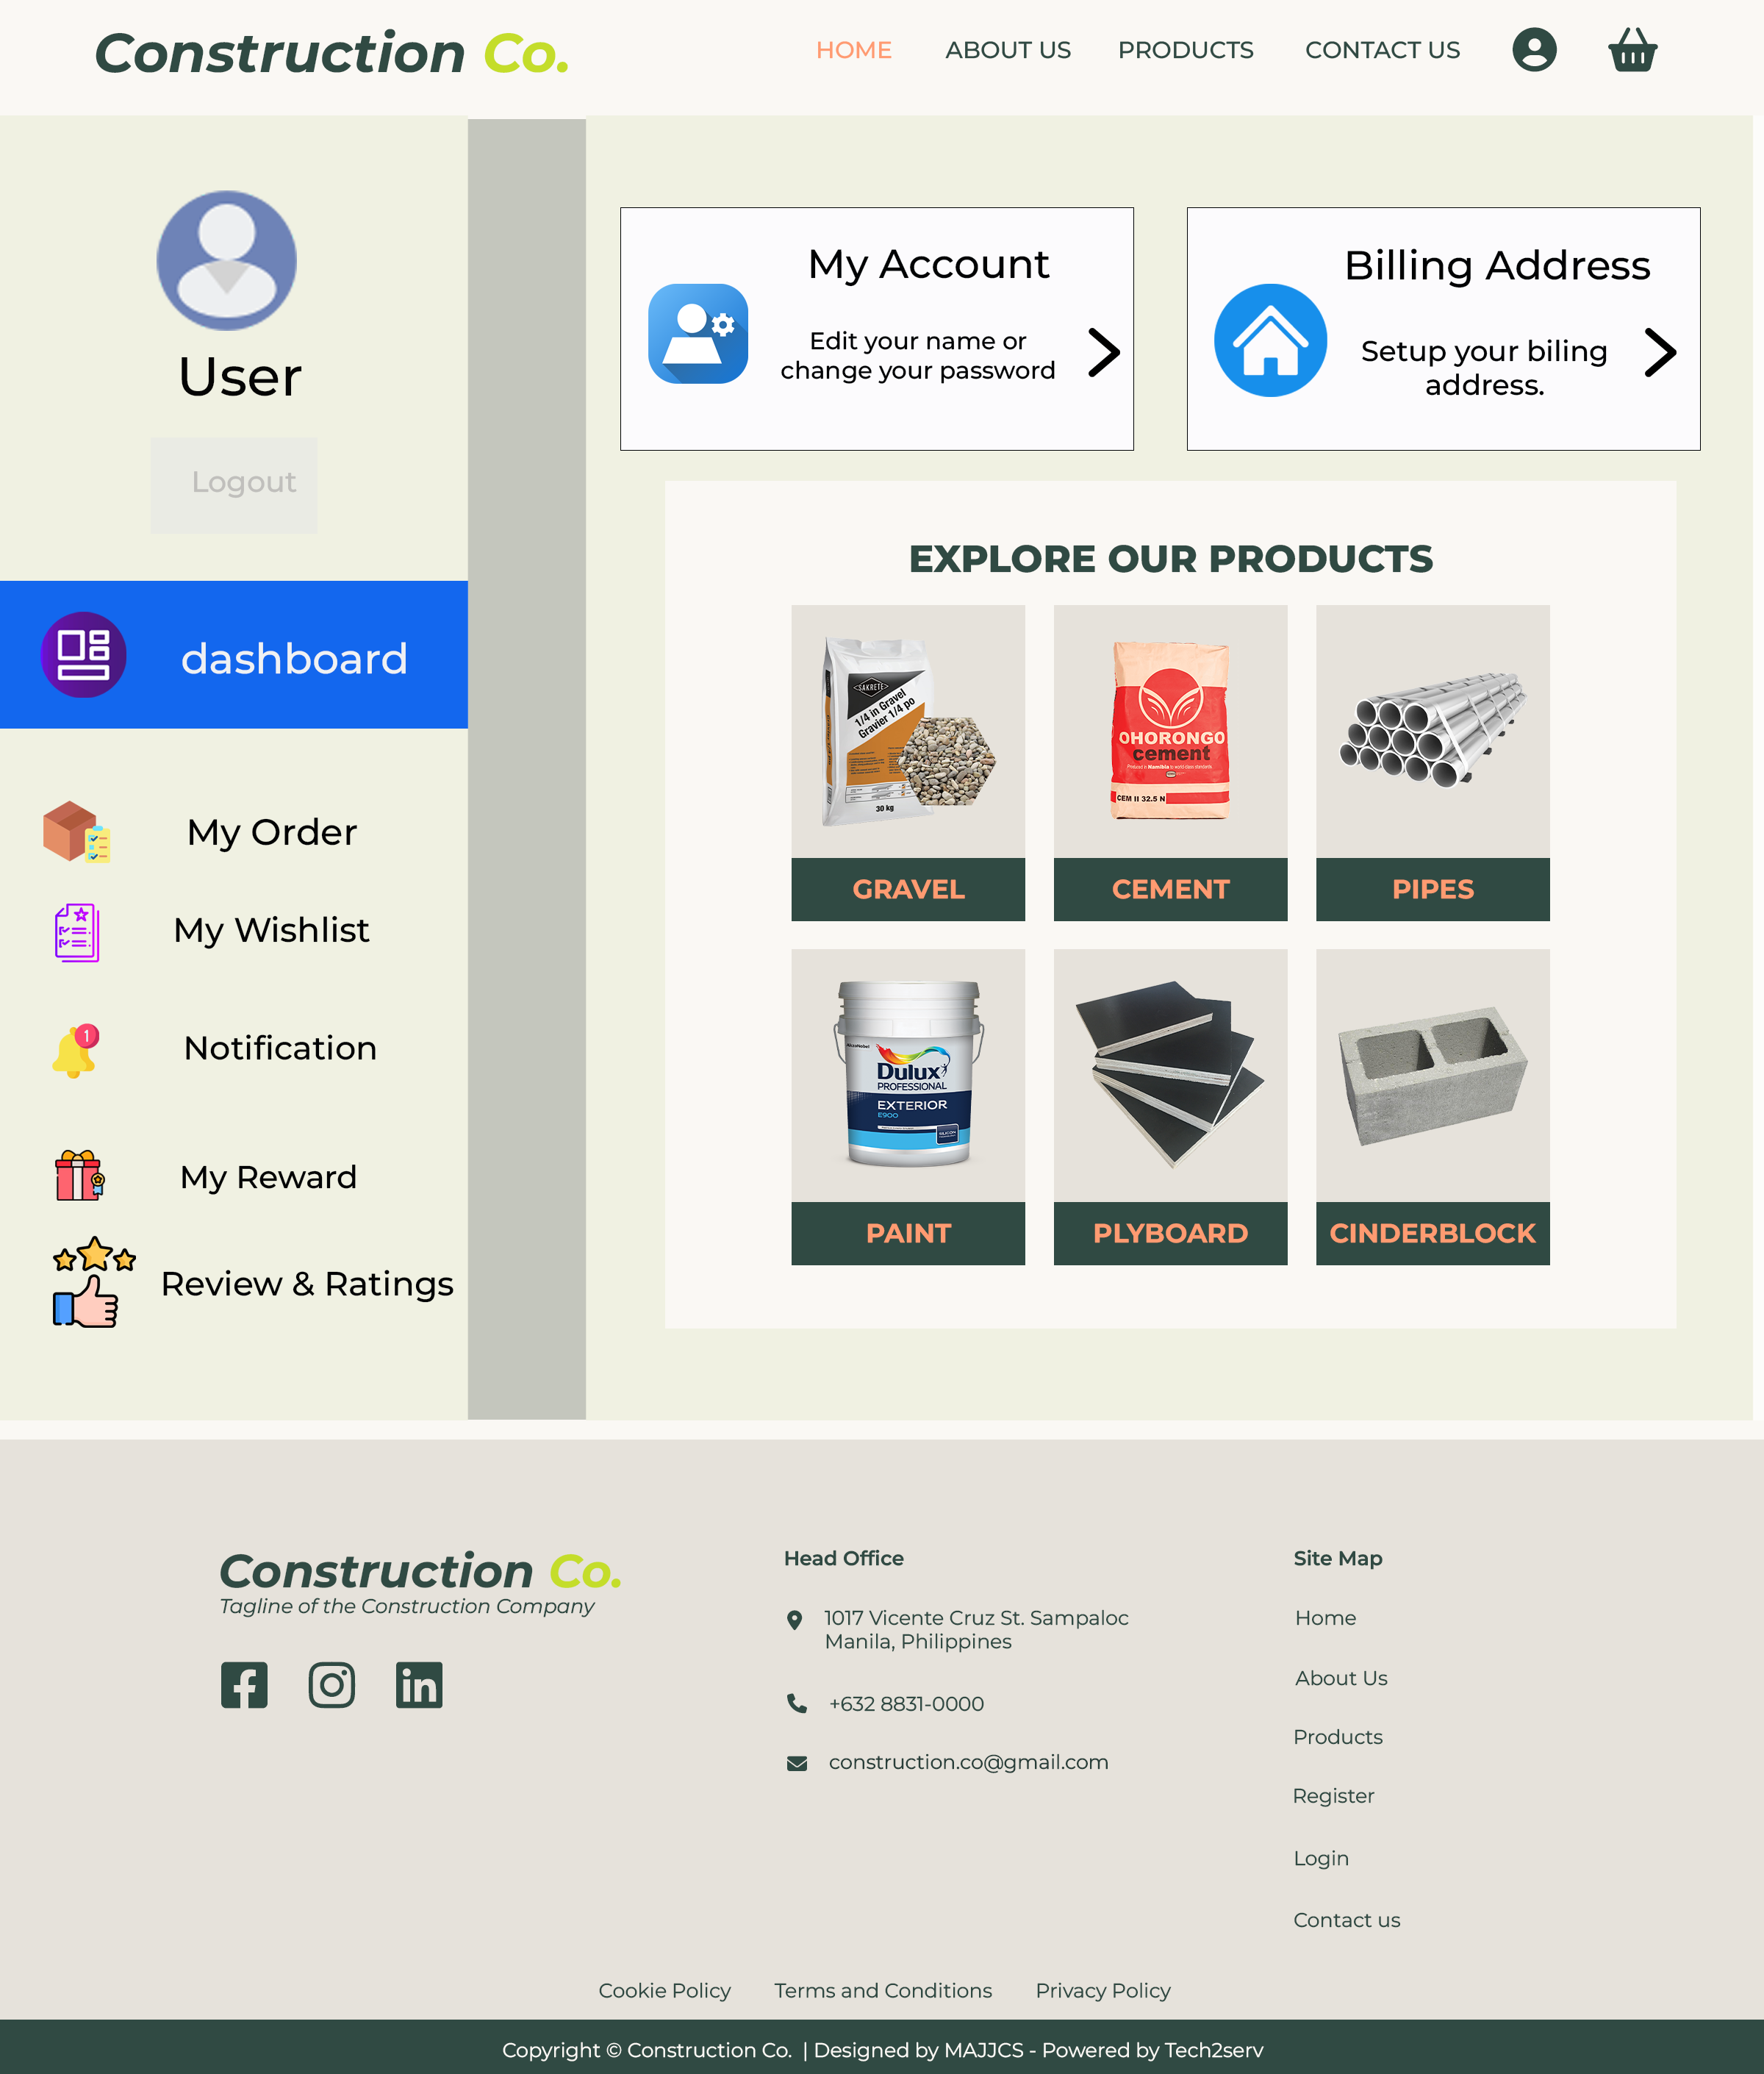 Construction Co.
HOME
ABOUT US
PRODUCTS
CONTACT US
User
Logout
dashboard
My Order
My Wishlist
1
Notification
My Reward
Review & Ratings
My Account
Edit your name or
change your password
Billing Address
Setup your biling
address.
EXPLORE OUR PRODUCTS
SAKRETE
1/4 in Gravel
Gravier 1/4 po
30 kg
GRAVEL
OHORONGO
cement
CEM II 32.5 N
CEMENT
PIPES
Dulux
PROFESSIONAL
EXTERIOR
E900
PAINT
PLYBOARD
CINDERBLOCK
Construction Co.
Tagline of the Construction Company
Head Office
1017 Vicente Cruz St. Sampaloc
Manila, Philippines
+632 8831-0000
construction.co@gmail.com
Site Map
Home
About Us
Products
Register
Login
Contact us
Cookie Policy
Terms and Conditions
Privacy Policy
Copyright © Construction Co. | Designed by MAJJCS - Powered by Tech2serv